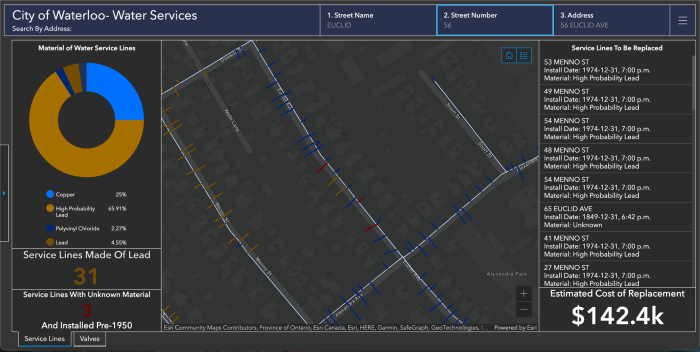 City of Waterloo- Water Services
Search By Address:
1. Street Name
EUCLID
2. Street Number
56
3. Address
56 EUCLID AVE
Material of Water Service Lines
Copper 25%
High Probability Lead 65.91%
Polyvinyl Chloride 2.27%
Lead 4.55%
Service Lines Made Of Lead
31
Service Lines With Unknown Material
3
And Installed Pre-1950
Service Lines
Valves
Wells Lane
Menno St
Menno St
Short St
Short St
Alexandra Park
Esri Community Maps Contributors, Province of Ontario, Esri Canada, Esri, HERE, Garmin, SafeGraph, GeoTechnologies, I...
Powered by Esri
Service Lines To Be Replaced
53 MENNO ST
Install Date: 1974-12-31, 7:00 p.m.
Material: High Probability Lead
49 MENNO ST
Install Date: 1974-12-31, 7:00 p.m.
Material: High Probability Lead
54 MENNO ST
Install Date: 1974-12-31, 7:00 p.m.
Material: High Probability Lead
48 MENNO ST
Install Date: 1974-12-31, 7:00 p.m.
Material: High Probability Lead
54 MENNO ST
Install Date: 1974-12-31, 7:00 p.m.
Material: High Probability Lead
65 EUCLID AVE
Install Date: 1849-12-31, 6:42 p.m.
Material: Unknown
41 MENNO ST
Install Date: 1974-12-31, 7:00 p.m.
Material: High Probability Lead
27 MENNO ST
Install Date: 1974-12-31, 7:00 p.m.
Material: High Probability Lead
Estimated Cost of Replacement
$142.4k